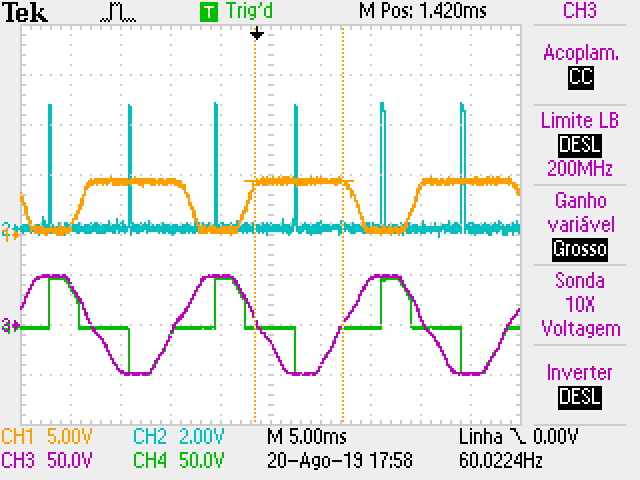 Tek T Trig'd M Pos: 1.420ms CH3
Acoplam.
CC
Limite LB
DESL
200MHz
Ganho
variável
Grosso
Sonda
10X
Voltagem
Inverter
DESL
CH1 5.00V CH2 2.00V M 5.00ms Linha 0.00V
CH3 50.0V CH4 50.0V 20-Ago-19 17:58 60.0224Hz